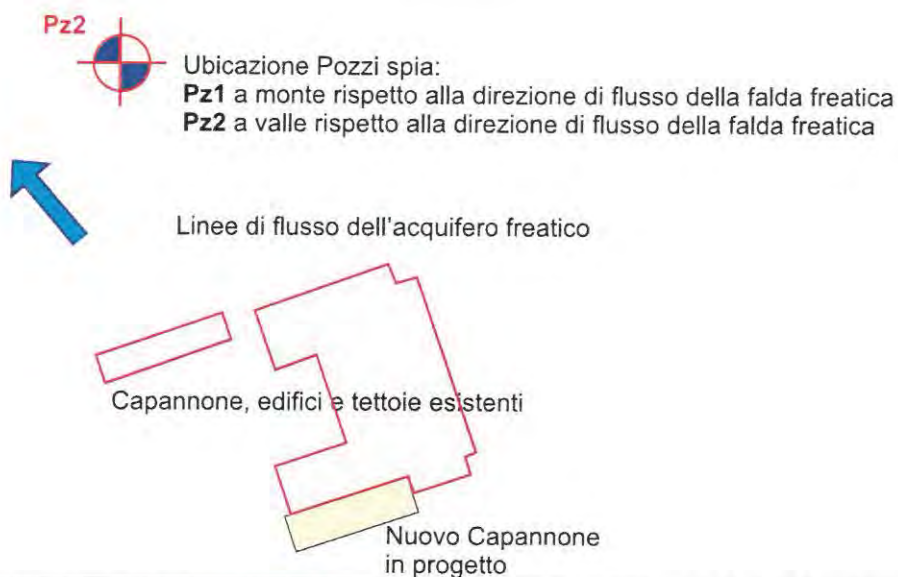 Pz2
Ubicazione Pozzi spia:
Pz1 a monte rispetto alla direzione di flusso della falda freatica
Pz2 a valle rispetto alla direzione di flusso della falda freatica
Linee di flusso dell'acquifero freatico
Capannone, edifici e tettoie esistenti
Nuovo Capannone
in progetto